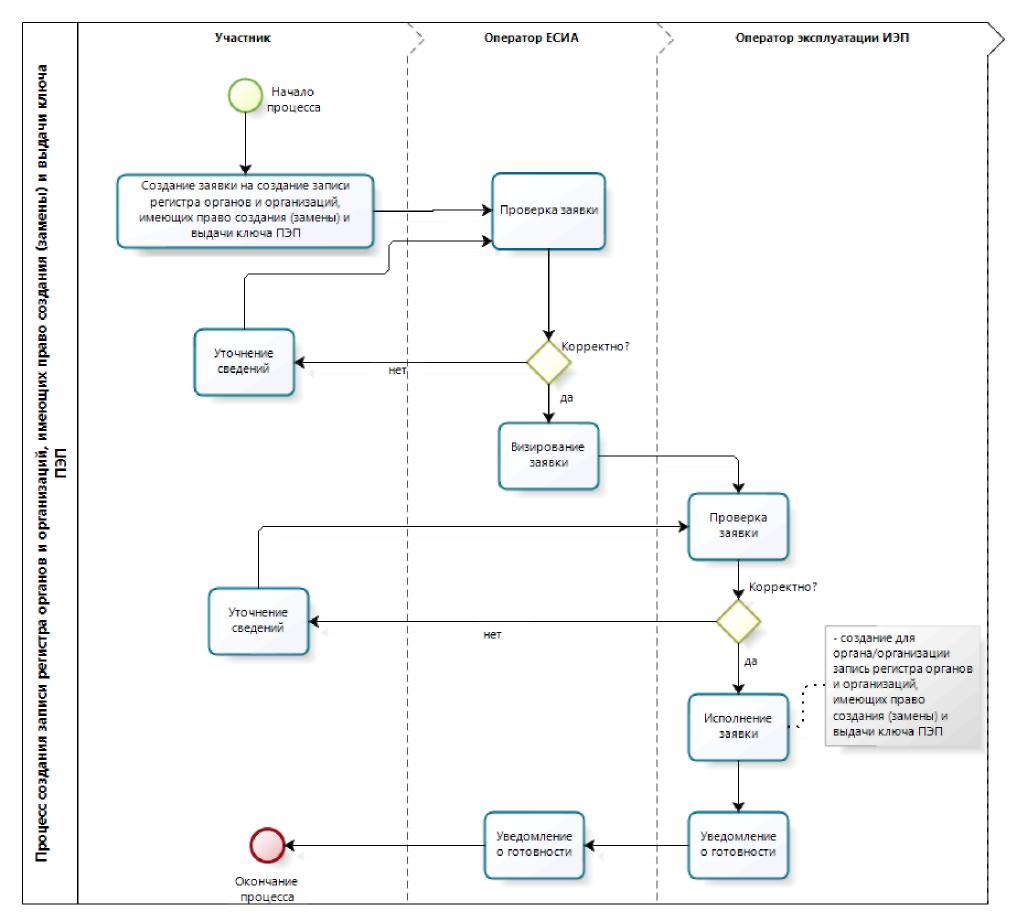 Процесс создания записи регистра органов и организаций, имеющих право создания (замены) и выдачи ключа
ПЭП
Участник
Оператор ЕСИА
Оператор эксплуатации ИЭП
Начало
процесса
Создание заявки на создание записи
регистра органов и организаций,
имеющих право создания (замены) и
выдачи ключа ПЭП
Проверка заявки
Уточнение
сведений
нет
Корректно?
да
Визирование
заявки
Проверка
заявки
Корректно?
Уточнение
сведений
нет
да
- создание для
органа/организации
запись регистра органов
и организаций,
имеющих право
создания (замены) и
выдачи ключа ПЭП
Исполнение
заявки
Уведомление
о готовности
Уведомление
о готовности
Окончание
процесса